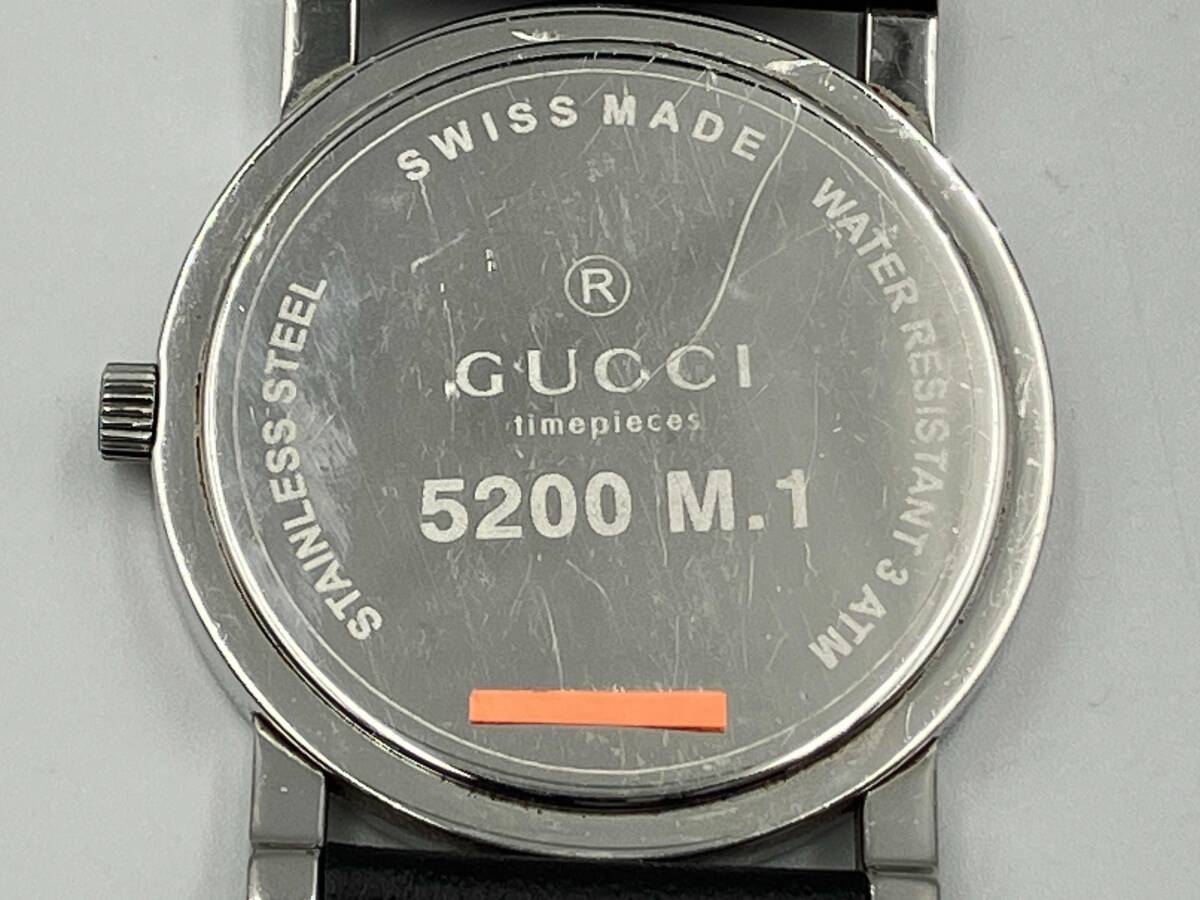 SWISS MADE
WATER RESISTANT 3 ATM
STAINLESS STEEL
®
GUCCI
timepieces
5200 M.1